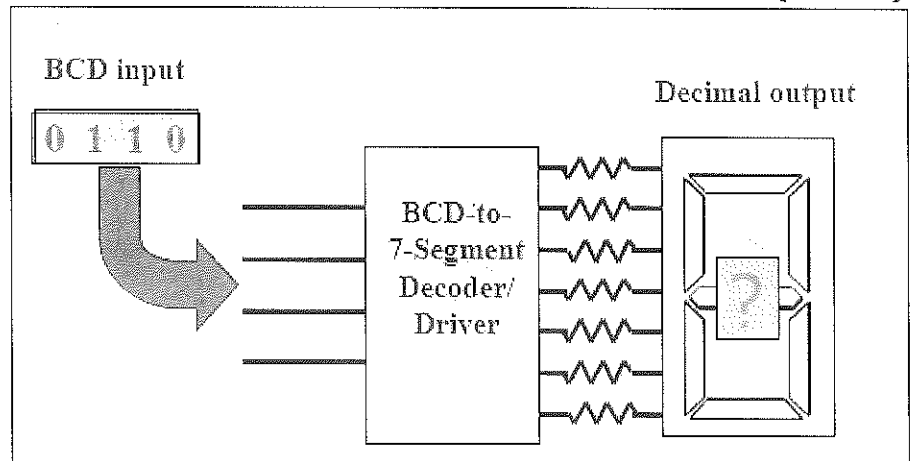 BCD input
0 1 1 0
Decimal output
BCD-to-
7-Segment
Decoder/
Driver
?